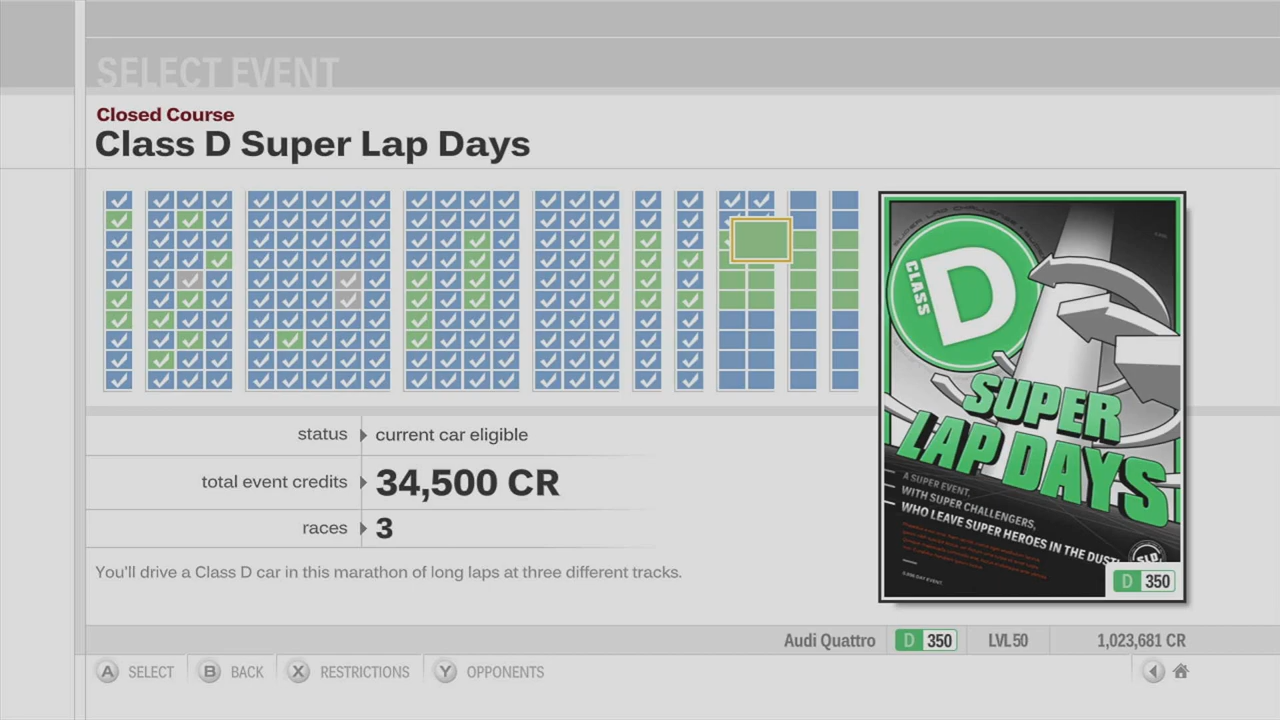 SELECT EVENT
Closed Course
Class D Super Lap Days
CLASS
D
SUPER
LAP DAYS
A SUPER EVENT,
WITH SUPER CHALLENGERS,
WHO LEAVE SUPER HEROES IN THE DUST!
SLD
D 350
status current car eligible
total event credits 34,500 CR
races 3
You'll drive a Class D car in this marathon of long laps at three different tracks.
Audi Quattro D 350 LVL 50 1,023,681 CR
A SELECT B BACK X RESTRICTIONS Y OPPONENTS